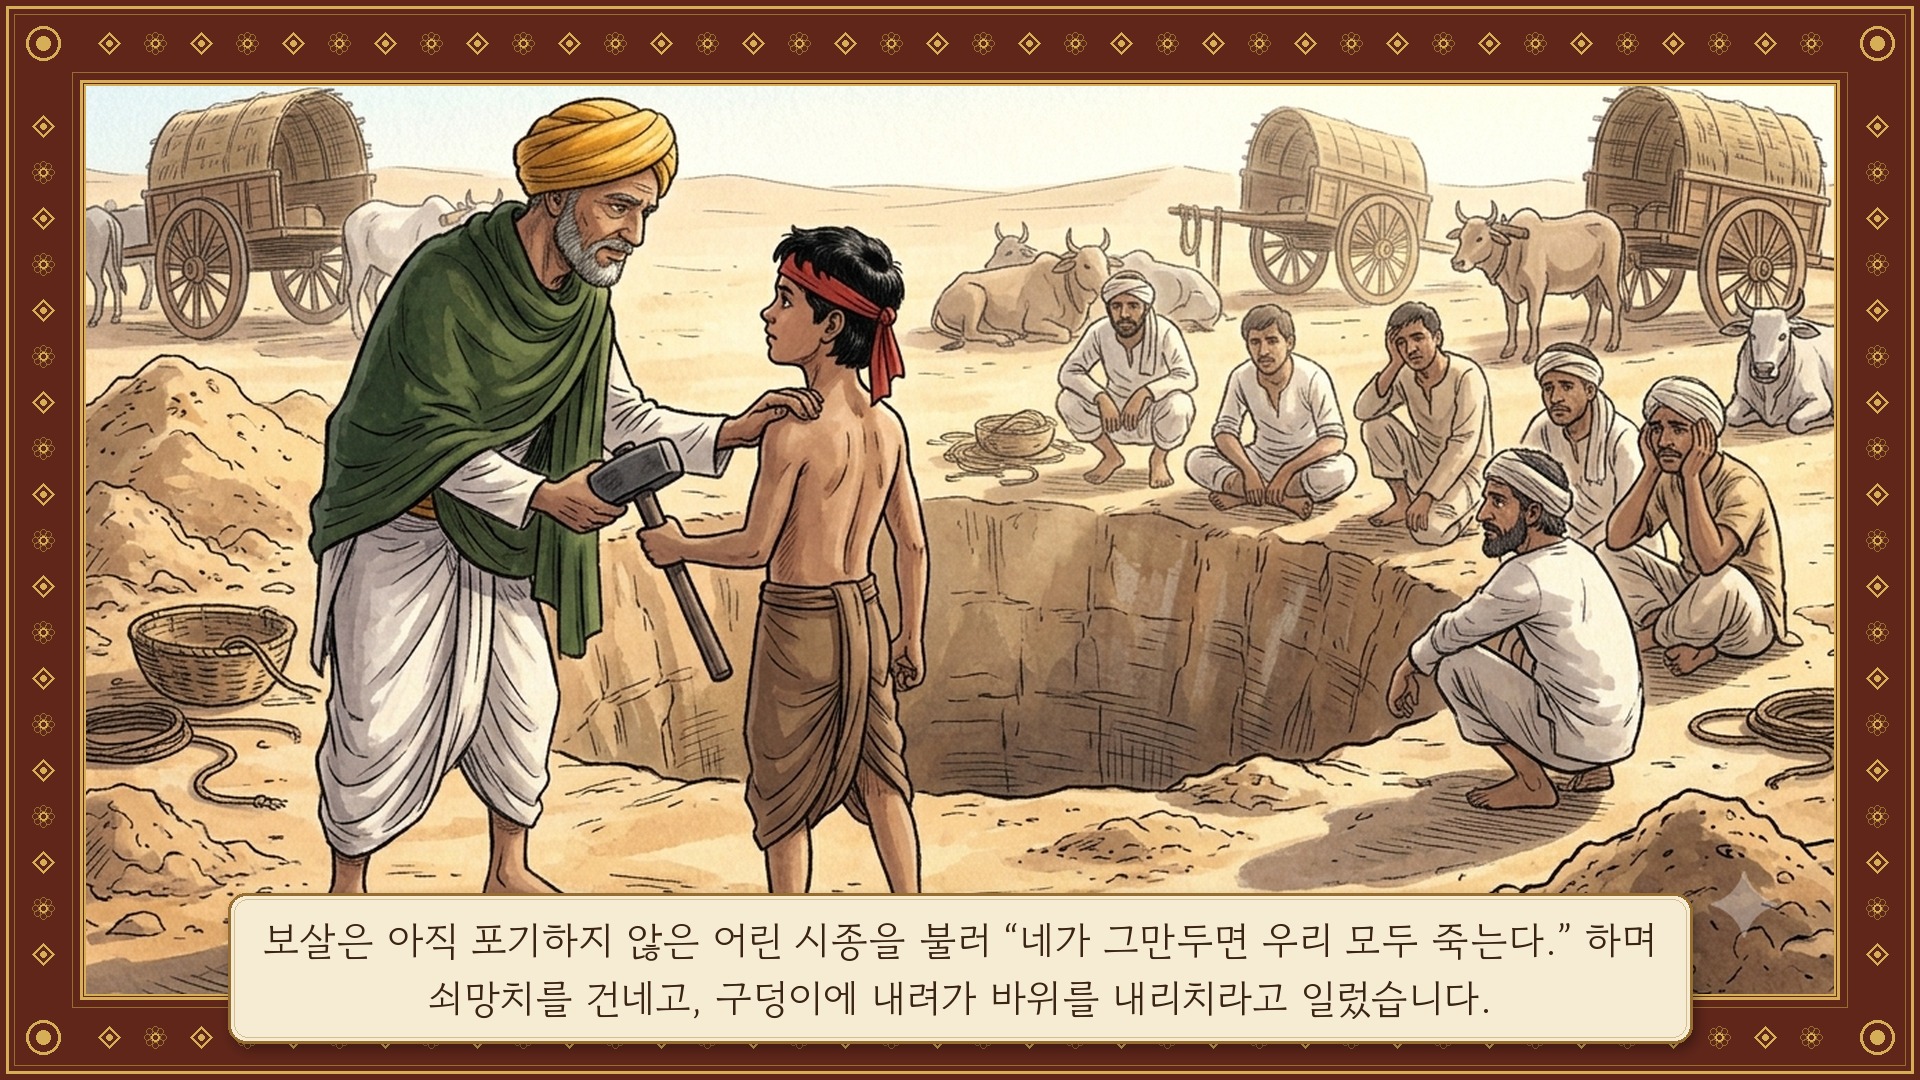 보살은 아직 포기하지 않은 어린 시종을 불러 “네가 그만두면 우리 모두 죽는다.” 하며
쇠망치를 건네고, 구덩이에 내려가 바위를 내리치라고 일렀습니다.